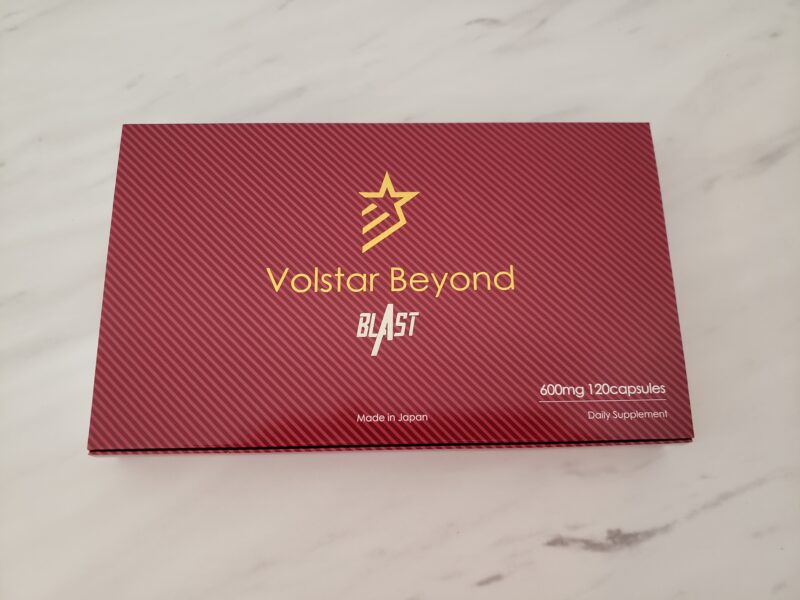 Volstar Beyond
BLAST
600mg 120capsules
Made in Japan
Daily Supplement